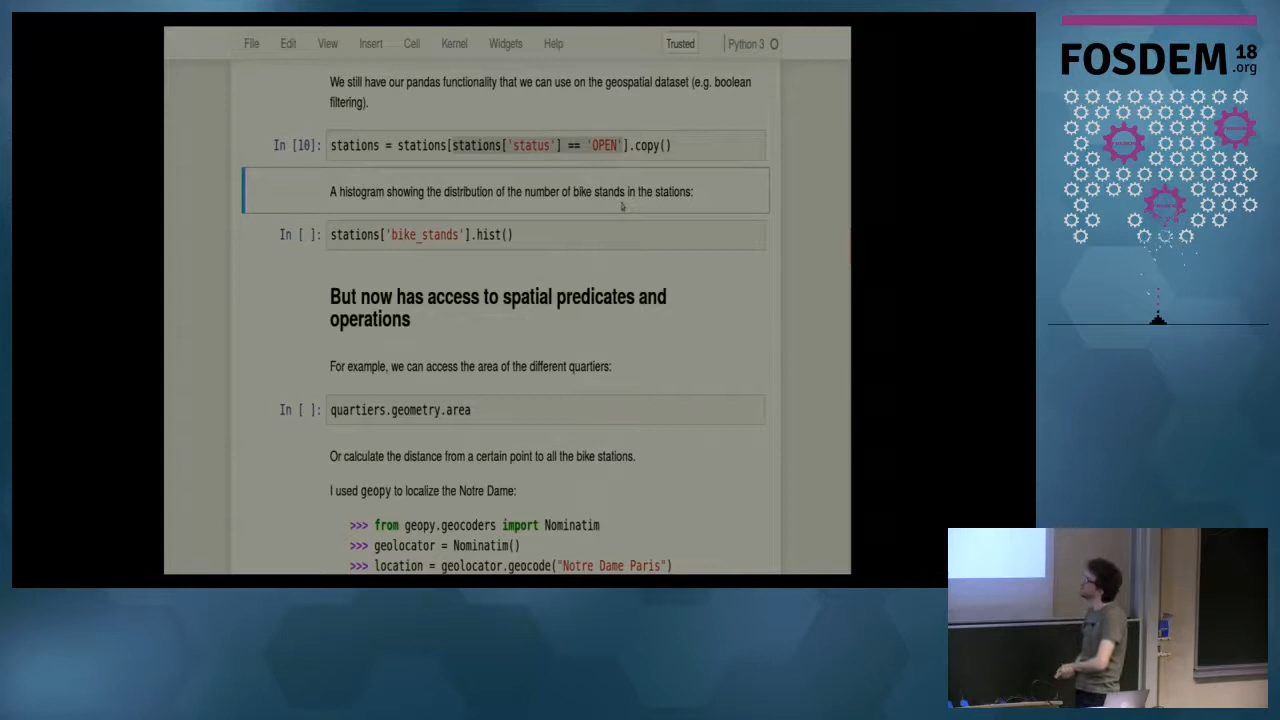 File Edit View Insert Cell Kernel Widgets Help Trusted Python 3
We still have our pandas functionality that we can use on the geospatial dataset (e.g. boolean
filtering).
In [10]: stations = stations[stations['status'] == 'OPEN'].copy()
A histogram showing the distribution of the number of bike stands in the stations:
In [ ]: stations['bike_stands'].hist()
But now has access to spatial predicates and
operations
For example, we can access the area of the different quartiers:
In [ ]: quartiers.geometry.area
Or calculate the distance from a certain point to all the bike stations.
I used geopy to localize the Notre Dame:
>>> from geopy.geocoders import Nominatim
>>> geolocator = Nominatim()
>>> location = geolocator.geocode("Notre Dame Paris")
FOSDEM 18
.org